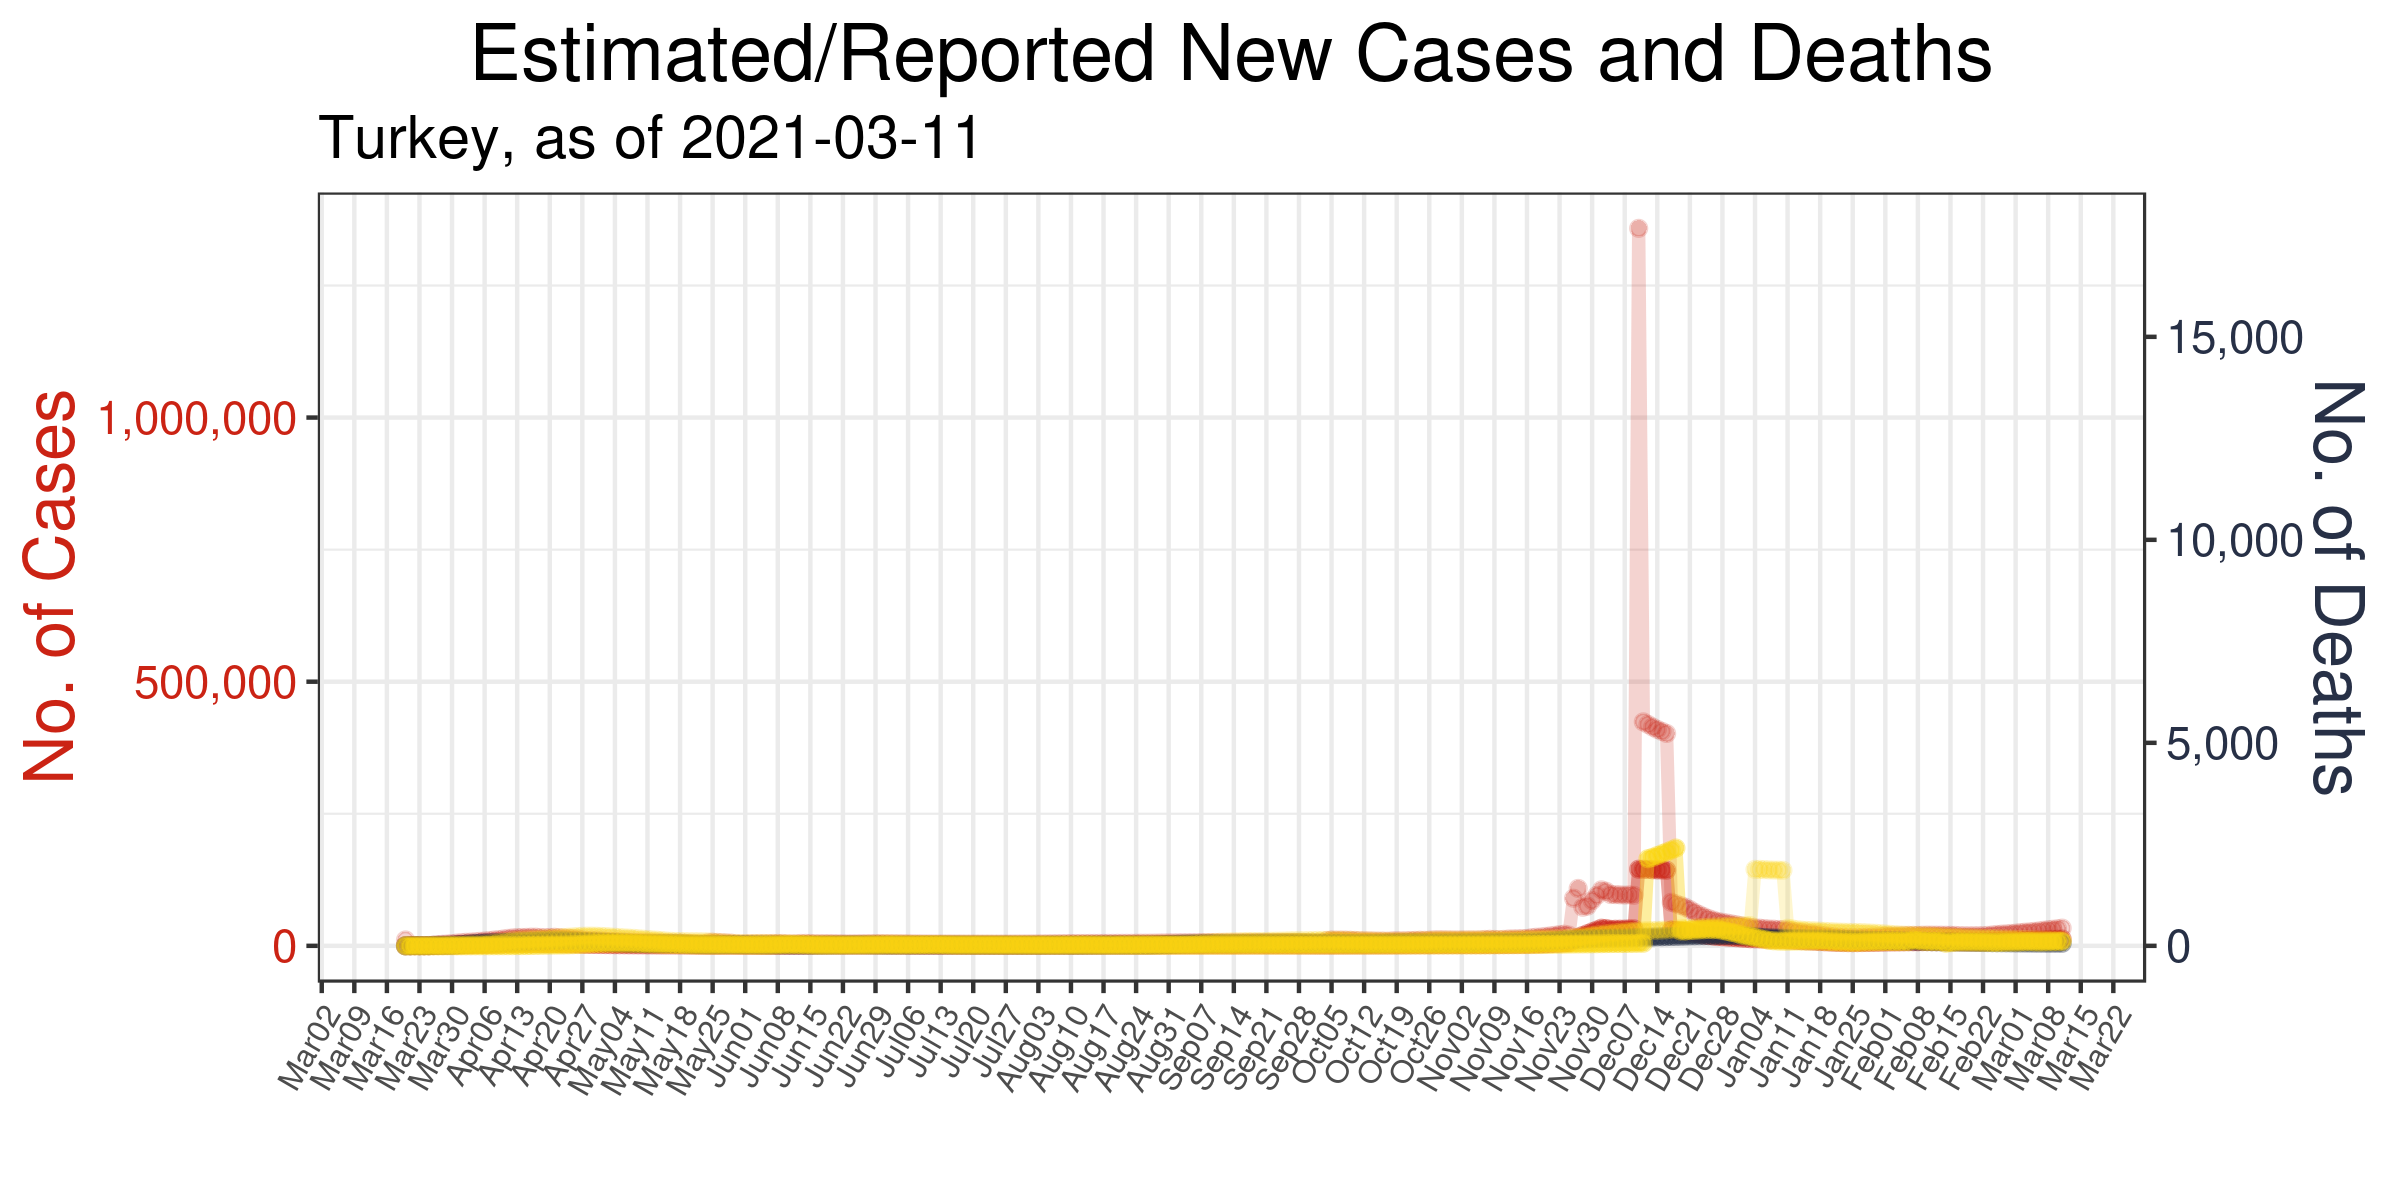 Estimated/Reported New Cases and Deaths
Turkey, as of 2021-03-11
No. of Cases
1,000,000
500,000
0
15,000
10,000
5,000
0
No. of Deaths
Mar02 Mar09 Mar16 Mar23 Mar30 Apr06 Apr13 Apr20 Apr27 May04 May11 May18 May25 Jun01 Jun08 Jun15 Jun22 Jun29 Jul06 Jul13 Jul20 Jul27 Aug03 Aug10 Aug17 Aug24 Aug31 Sep07 Sep14 Sep21 Sep28 Oct05 Oct12 Oct19 Oct26 Nov02 Nov09 Nov16 Nov23 Nov30 Dec07 Dec14 Dec21 Dec28 Jan04 Jan11 Jan18 Jan25 Feb01 Feb08 Feb15 Feb22 Mar01 Mar08 Mar15 Mar22